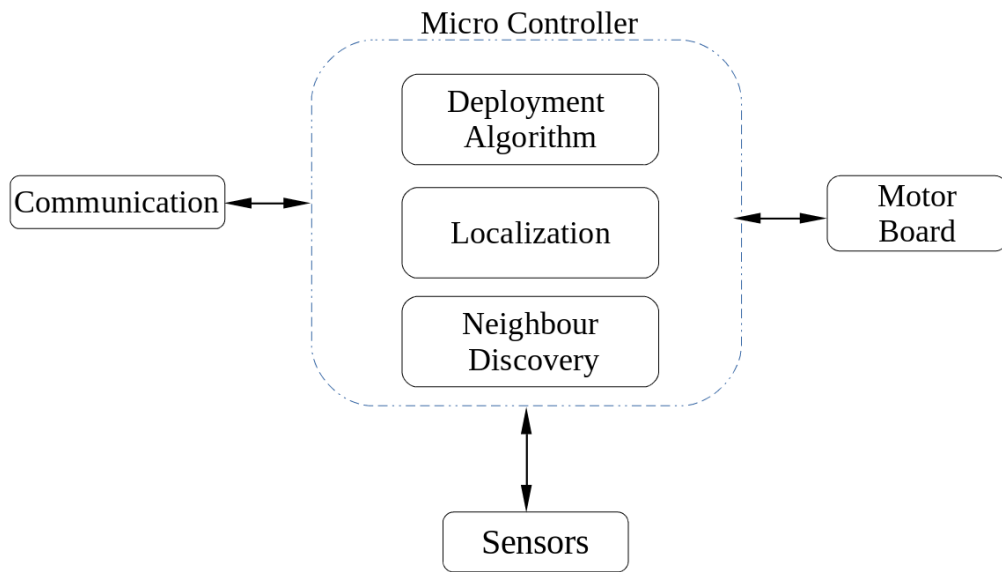 Micro Controller
Deployment
Algorithm
Communication
Localization
Motor
Board
Neighbour
Discovery
Sensors